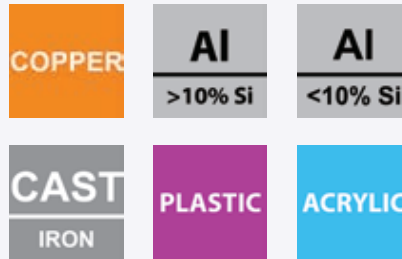 COPPER
Al
>10% Si
Al
<10% Si
CAST
IRON
PLASTIC
ACRYLIC